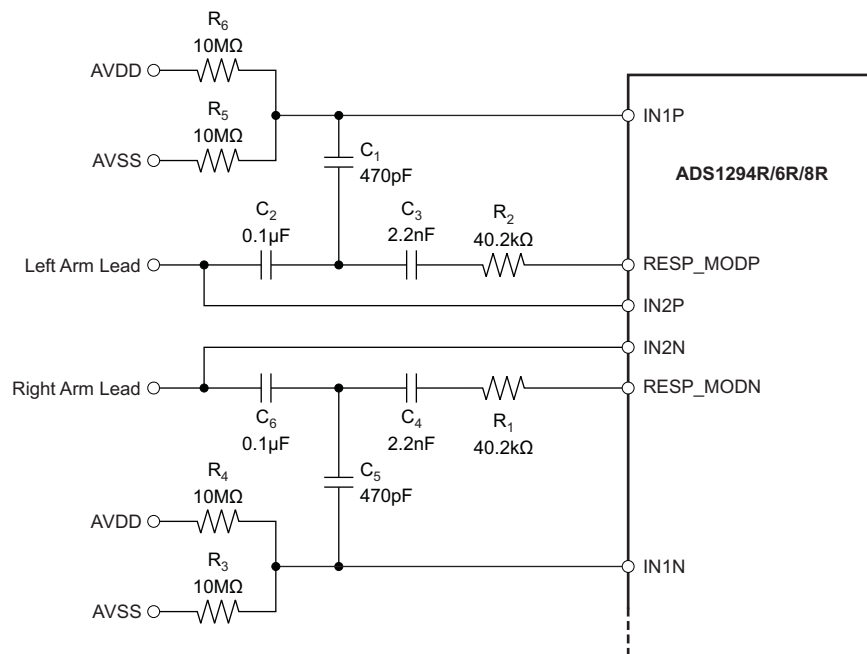 R6
10MΩ
AVDD
IN1P
R5
10MΩ
AVSS
C1
470pF
ADS1294R/6R/8R
C2
0.1µF
C3
2.2nF
R2
40.2kΩ
Left Arm Lead
RESP_MODP
IN2P
IN2N
Right Arm Lead
RESP_MODN
C6
0.1µF
C4
2.2nF
R1
40.2kΩ
R4
10MΩ
C5
470pF
AVDD
R3
10MΩ
IN1N
AVSS